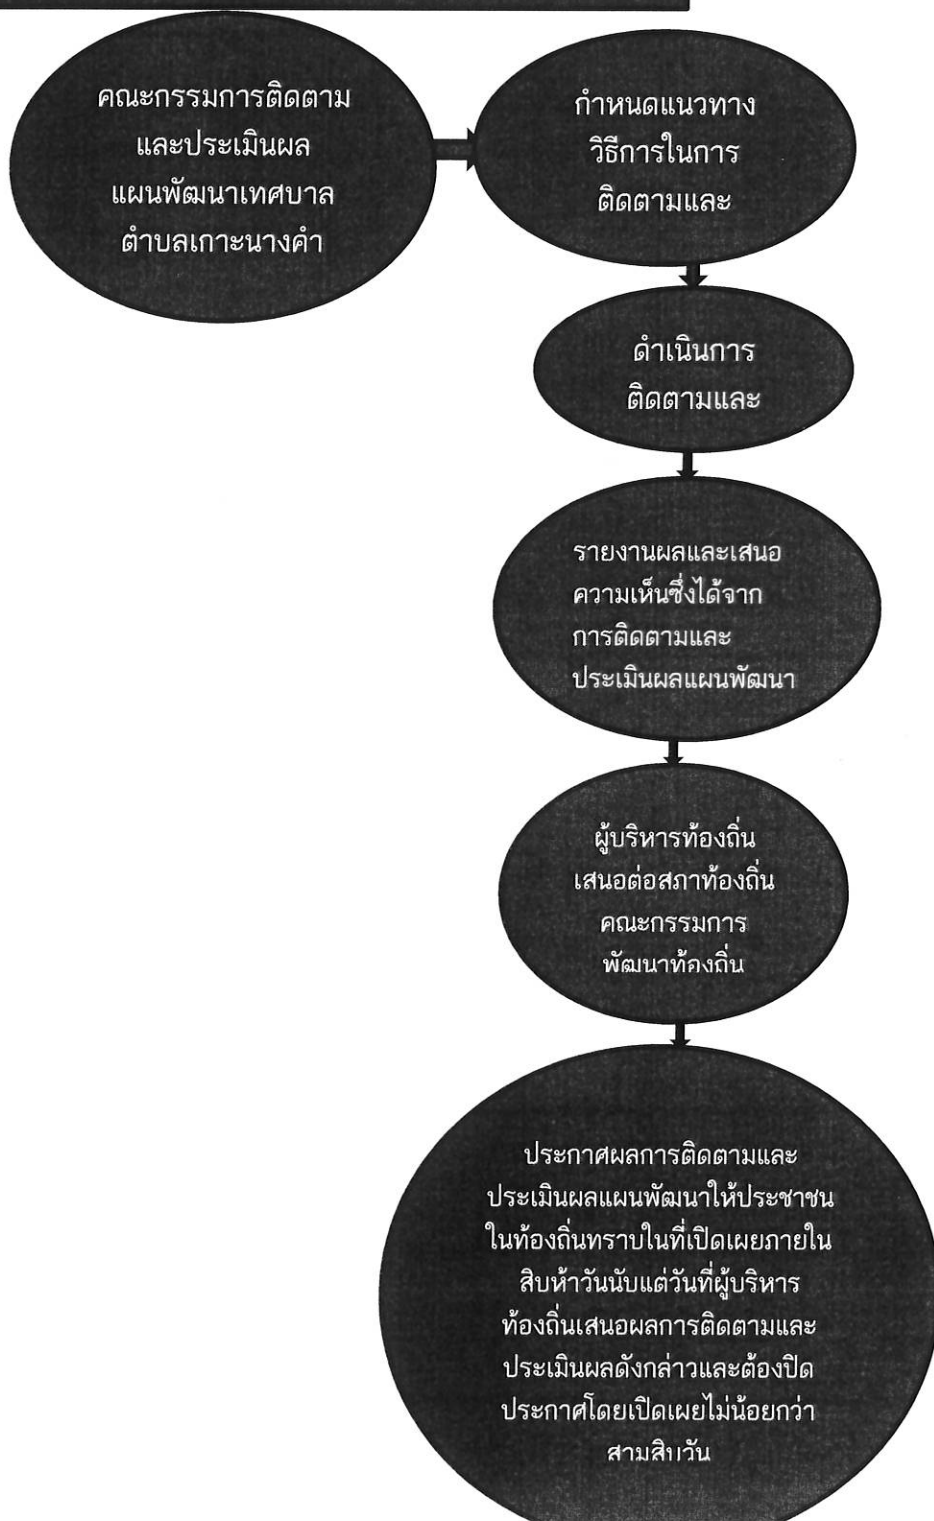 คณะกรรมการติดตาม
และประเมินผล
แผนพัฒนาเทศบาล
ตำบลเกาะนางคำ
กำหนดแนวทาง
วิธีการในการ
ติดตามและ
ดำเนินการ
ติดตามและ
รายงานผลและเสนอ
ความเห็นซึ่งได้จาก
การติดตามและ
ประเมินผลแผนพัฒนา
ผู้บริหารท้องถิ่น
เสนอต่อสภาท้องถิ่น
คณะกรรมการ
พัฒนาท้องถิ่น
ประกาศผลการติดตามและ
ประเมินผลแผนพัฒนาให้ประชาชน
ในท้องถิ่นทราบในที่เปิดเผยภายใน
สิบห้าวันนับแต่วันที่ผู้บริหาร
ท้องถิ่นเสนอผลการติดตามและ
ประเมินผลดังกล่าวและต้องปิด
ประกาศโดยเปิดเผยไม่น้อยกว่า
สามสิบวัน